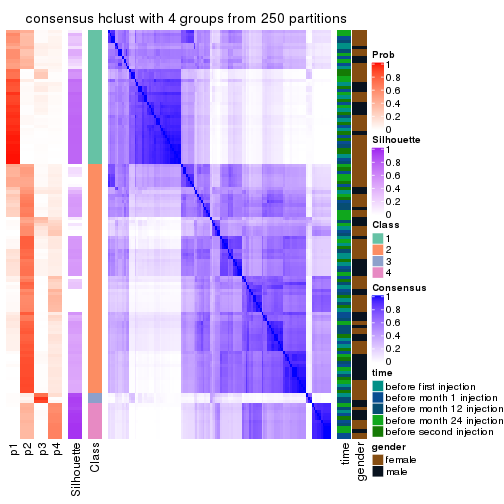 consensus hclust with 4 groups from 250 partitions
Prob
1
0.8
0.6
0.4
0.2
0
Silhouette
1
0.8
0.6
0.4
0.2
0
Class
1
2
3
4
Consensus
1
0.8
0.6
0.4
0.2
0
time
before first injection
before month 1 injection
before month 12 injection
before month 24 injection
before second injection
gender
female
male
p1
p2
p3
p4
Silhouette
Class
time
gender